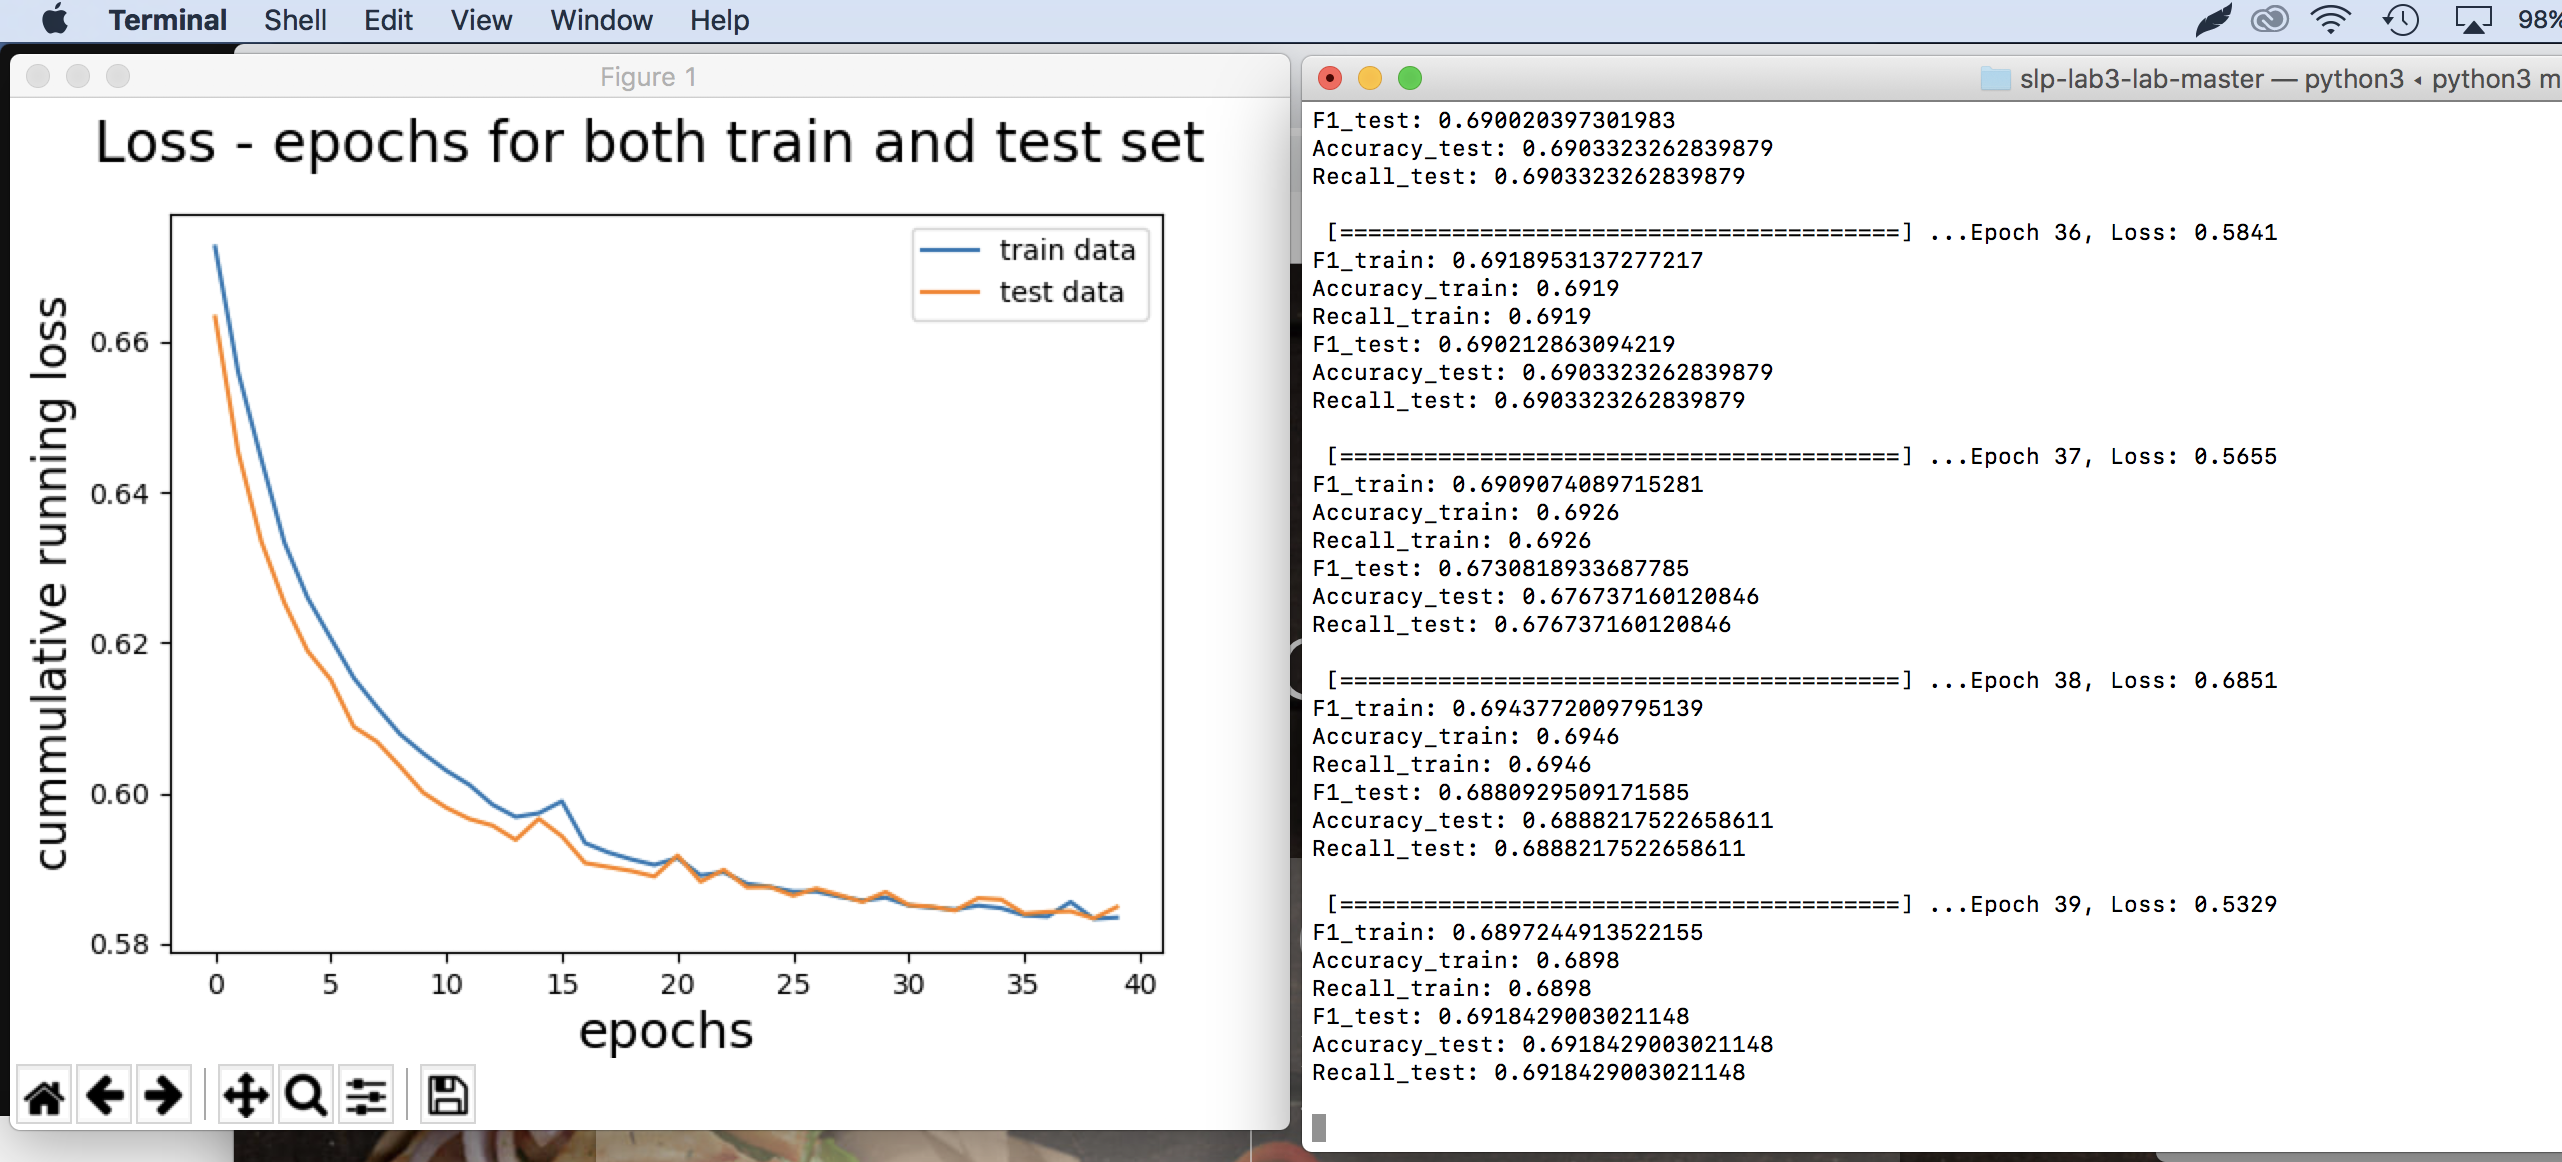 Terminal Shell Edit View Window Help 98%
Figure 1
Loss - epochs for both train and test set
train data
test data
cummulative running loss
0.66
0.64
0.62
0.60
0.58
0 5 10 15 20 25 30 35 40
epochs
slp-lab3-lab-master — python3 ◂ python3 m
F1_test: 0.690020397301983
Accuracy_test: 0.6903323262839879
Recall_test: 0.6903323262839879
[========================================] ...Epoch 36, Loss: 0.5841
F1_train: 0.6918953137277217
Accuracy_train: 0.6919
Recall_train: 0.6919
F1_test: 0.690212863094219
Accuracy_test: 0.6903323262839879
Recall_test: 0.6903323262839879
[========================================] ...Epoch 37, Loss: 0.5655
F1_train: 0.6909074089715281
Accuracy_train: 0.6926
Recall_train: 0.6926
F1_test: 0.6730818933687785
Accuracy_test: 0.676737160120846
Recall_test: 0.676737160120846
[========================================] ...Epoch 38, Loss: 0.6851
F1_train: 0.6943772009795139
Accuracy_train: 0.6946
Recall_train: 0.6946
F1_test: 0.6880929509171585
Accuracy_test: 0.6888217522658611
Recall_test: 0.6888217522658611
[========================================] ...Epoch 39, Loss: 0.5329
F1_train: 0.6897244913522155
Accuracy_train: 0.6898
Recall_train: 0.6898
F1_test: 0.6918429003021148
Accuracy_test: 0.6918429003021148
Recall_test: 0.6918429003021148